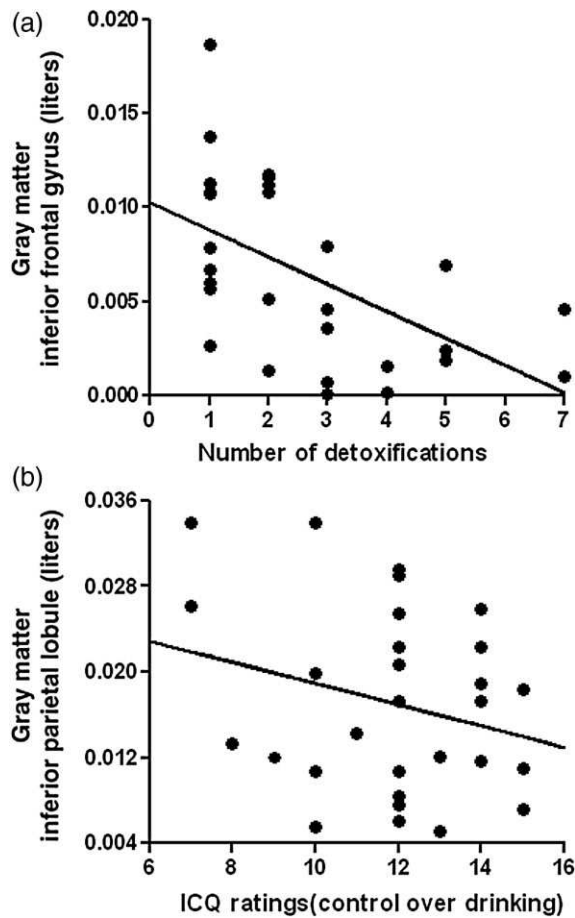 (a)
Gray matter
inferior frontal gyrus (liters)
0.020
0.015
0.010
0.005
0.000
0 1 2 3 4 5 6 7
Number of detoxifications
(b)
Gray matter
inferior parietal lobule (liters)
0.036
0.028
0.020
0.012
0.004
6 8 10 12 14 16
ICQ ratings(control over drinking)